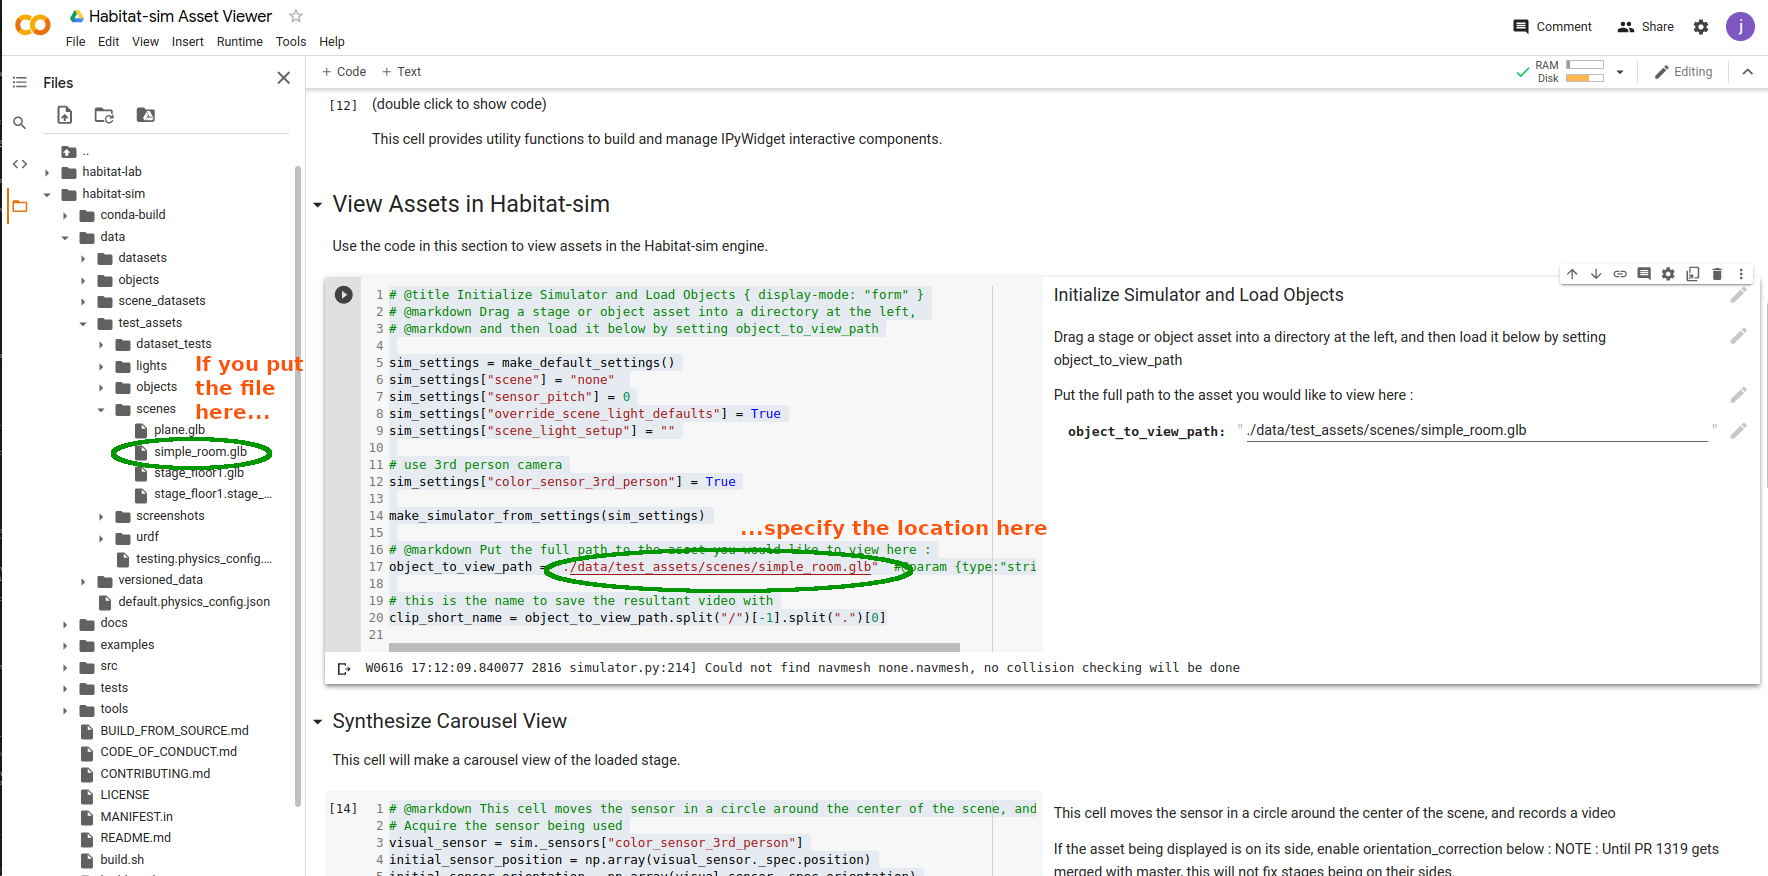 Habitat-sim Asset Viewer
File Edit View Insert Runtime Tools Help
Comment
Share
j
Files
..
habitat-lab
habitat-sim
conda-build
data
datasets
objects
scene_datasets
test_assets
dataset_tests
lights
objects
scenes
plane.glb
simple_room.glb
stage_floor1.glb
stage_floor1.stage_...
screenshots
urdf
testing.physics_config....
versioned_data
default.physics_config.json
docs
examples
src
tests
tools
BUILD_FROM_SOURCE.md
CODE_OF_CONDUCT.md
CONTRIBUTING.md
LICENSE
MANIFEST.in
README.md
build.sh
If you put
the file
here...
+ Code + Text
RAM
Disk
Editing
[12] (double click to show code)
This cell provides utility functions to build and manage IPyWidget interactive components.
View Assets in Habitat-sim
Use the code in this section to view assets in the Habitat-sim engine.
1 # @title Initialize Simulator and Load Objects { display-mode: "form" }
2 # @markdown Drag a stage or object asset into a directory at the left,
3 # @markdown and then load it below by setting object_to_view_path
4
5 sim_settings = make_default_settings()
6 sim_settings["scene"] = "none"
7 sim_settings["sensor_pitch"] = 0
8 sim_settings["override_scene_light_defaults"] = True
9 sim_settings["scene_light_setup"] = ""
10
11 # use 3rd person camera
12 sim_settings["color_sensor_3rd_person"] = True
13
14 make_simulator_from_settings(sim_settings)
15
...specify the location here
16 # @markdown Put the full path to the asset you would like to view here :
17 object_to_view_path = "./data/test_assets/scenes/simple_room.glb" #@param {type:"stri
18
19 # this is the name to save the resultant video with
20 clip_short_name = object_to_view_path.split("/")[-1].split(".")[0]
21
Initialize Simulator and Load Objects
Drag a stage or object asset into a directory at the left, and then load it below by setting
object_to_view_path
Put the full path to the asset you would like to view here :
object_to_view_path: "./data/test_assets/scenes/simple_room.glb"
W0616 17:12:09.840077 2816 simulator.py:214] Could not find navmesh none.navmesh, no collision checking will be done
Synthesize Carousel View
This cell will make a carousel view of the loaded stage.
[14] 1 # @markdown This cell moves the sensor in a circle around the center of the scene, and
2 # Acquire the sensor being used
3 visual_sensor = sim._sensors["color_sensor_3rd_person"]
4 initial_sensor_position = np.array(visual_sensor._spec.position)
5 initial_sensor_orientation = np.array(visual_sensor._spec.orientation)
This cell moves the sensor in a circle around the center of the scene, and records a video
If the asset being displayed is on its side, enable orientation_correction below : NOTE : Until PR 1319 gets
merged with master, this will not fix stages being on their sides.